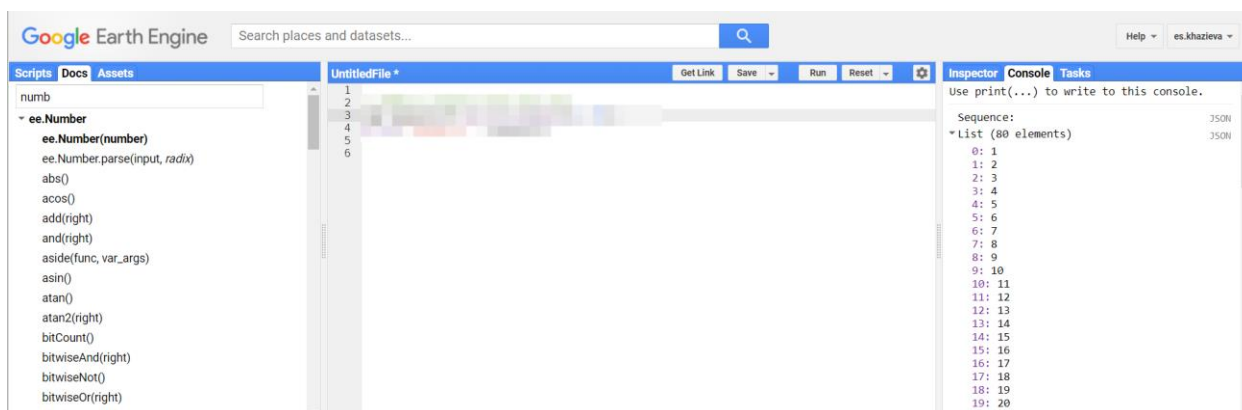 Google Earth Engine
Search places and datasets...
Help
es.khazieva
Scripts Docs Assets
numb
ee.Number
ee.Number(number)
ee.Number.parse(input, radix)
abs()
acos()
add(right)
and(right)
aside(func, var_args)
asin()
atan()
atan2(right)
bitCount()
bitwiseAnd(right)
bitwiseNot()
bitwiseOr(right)
UntitledFile *
Get Link Save Run Reset
1
2
3
4
5
6
Inspector Console Tasks
Use print(...) to write to this console.
Sequence: JSON
List (80 elements) JSON
0: 1
1: 2
2: 3
3: 4
4: 5
5: 6
6: 7
7: 8
8: 9
9: 10
10: 11
11: 12
12: 13
13: 14
14: 15
15: 16
16: 17
17: 18
18: 19
19: 20